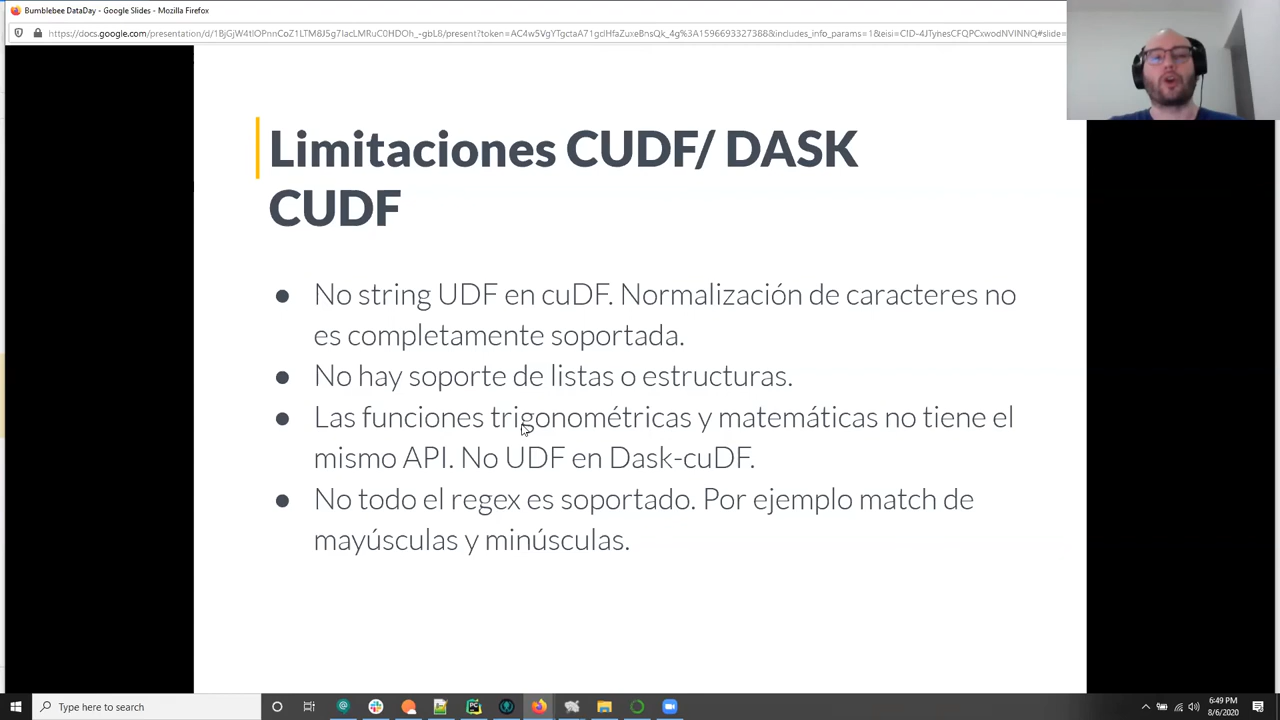 Bumblebee DataDay - Google Slides - Mozilla Firefox
Limitaciones CUDF/ DASK
CUDF
● No string UDF en cuDF. Normalización de caracteres no
es completamente soportada.
● No hay soporte de listas o estructuras.
● Las funciones trigonométricas y matemáticas no tiene el
mismo API. No UDF en Dask-cuDF.
● No todo el regex es soportado. Por ejemplo match de
mayúsculas y minúsculas.
Type here to search
6:49 PM
8/6/2020